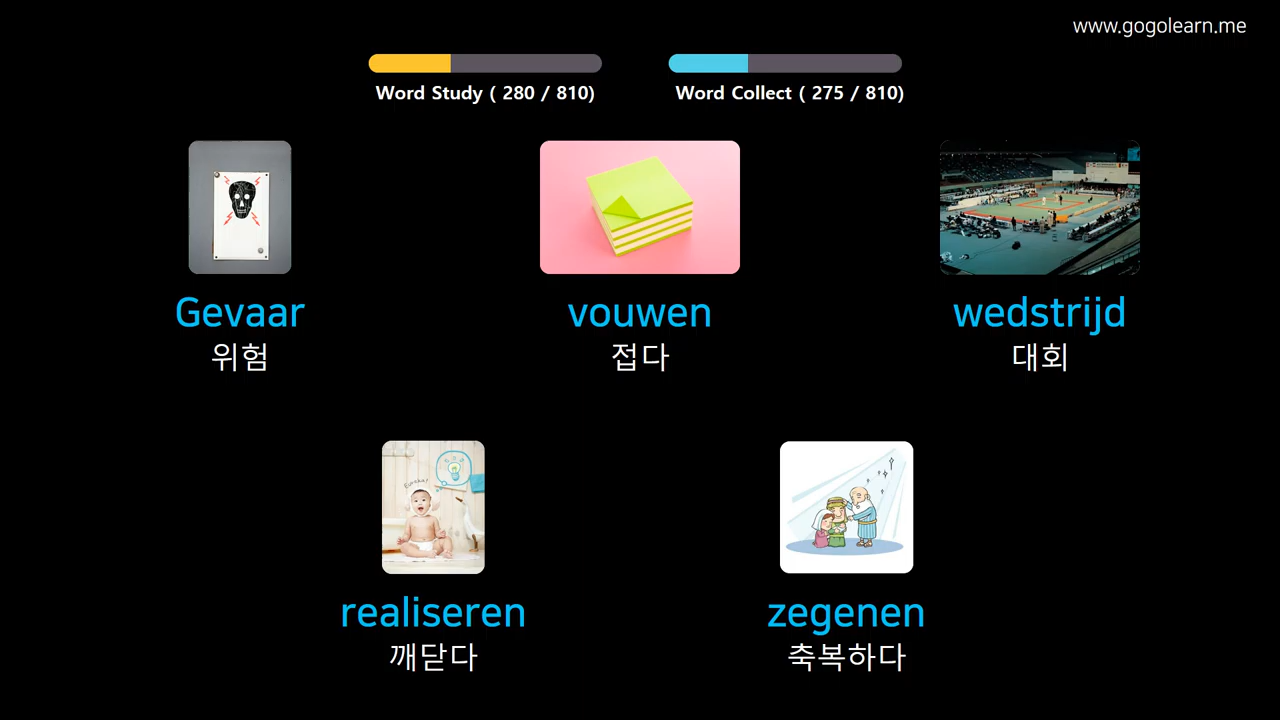 www.gogolearn.me
Word Study ( 280 / 810)
Word Collect ( 275 / 810)
Gevaar
위험
vouwen
접다
wedstrijd
대회
Eureka!
realiseren
깨닫다
zegenen
축복하다